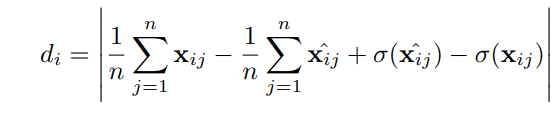 $d_i = \left| \frac{1}{n} \sum_{j=1}^{n} \mathbf{x}_{ij} - \frac{1}{n} \sum_{j=1}^{n} \hat{\mathbf{x}_{ij}} + \sigma(\hat{\mathbf{x}_{ij}}) - \sigma(\mathbf{x}_{ij}) \right|$